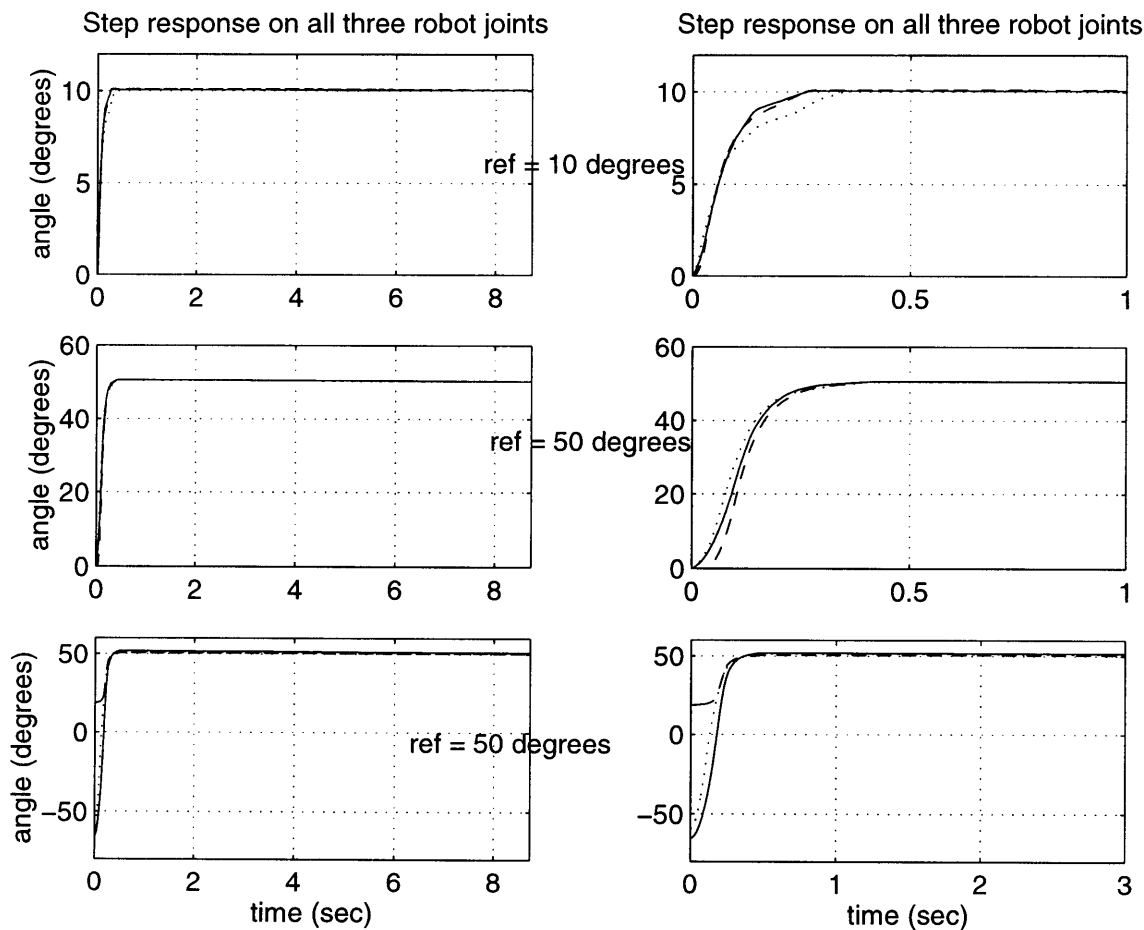 Step response on all three robot joints
Step response on all three robot joints
angle (degrees)
10
5
0
0 2 4 6 8
ref = 10 degrees
10
5
0
0 0.5 1
angle (degrees)
60
40
20
0
0 2 4 6 8
ref = 50 degrees
60
40
20
0
0 0.5 1
angle (degrees)
50
0
−50
0 2 4 6 8
time (sec)
ref = 50 degrees
50
0
−50
0 1 2 3
time (sec)